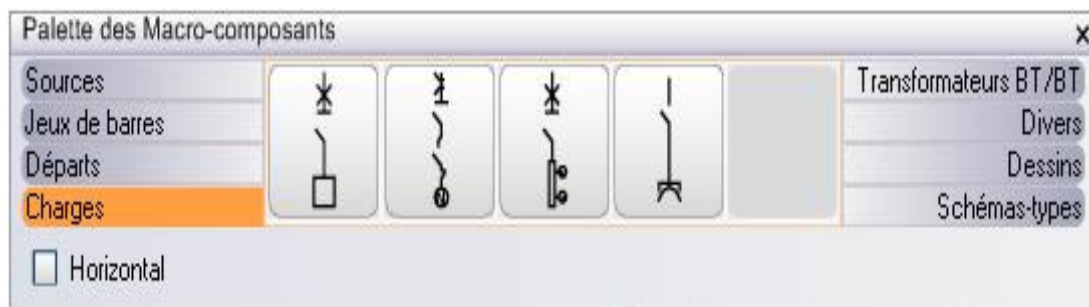 Palette des Macro-composants
Sources
Jeux de barres
Départs
Charges
Transformateurs BT/BT
Divers
Dessins
Schémas-types
Horizontal